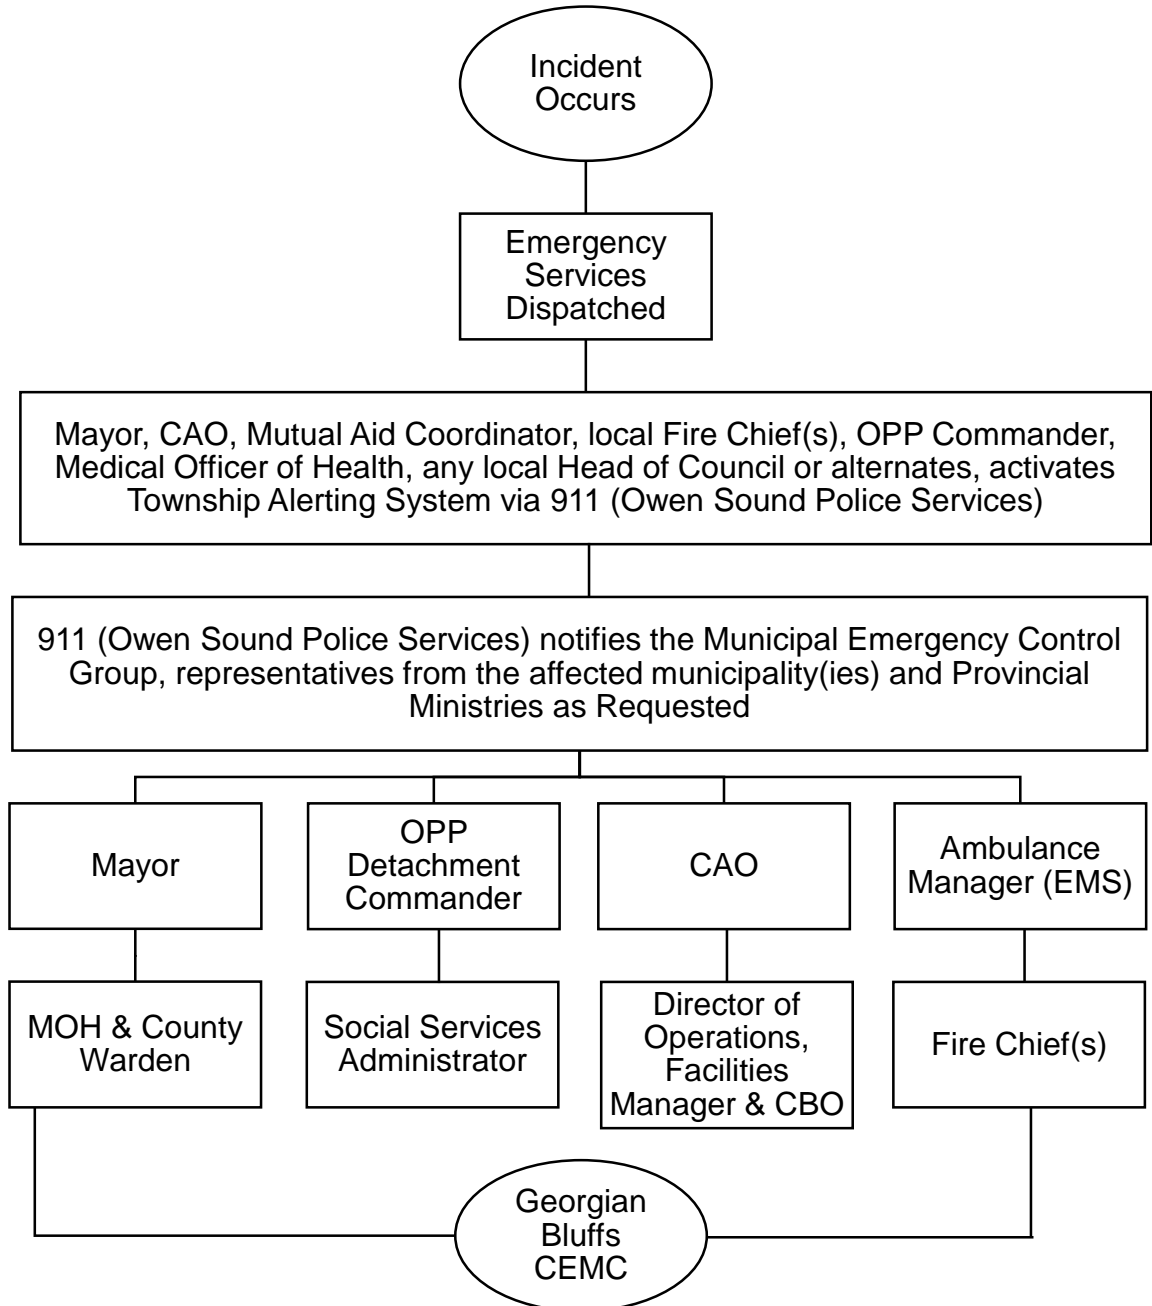 Incident
Occurs
Emergency
Services
Dispatched
Mayor, CAO, Mutual Aid Coordinator, local Fire Chief(s), OPP Commander,
Medical Officer of Health, any local Head of Council or alternates, activates
Township Alerting System via 911 (Owen Sound Police Services)
911 (Owen Sound Police Services) notifies the Municipal Emergency Control
Group, representatives from the affected municipality(ies) and Provincial
Ministries as Requested
Mayor
OPP
Detachment
Commander
CAO
Ambulance
Manager (EMS)
MOH & County
Warden
Social Services
Administrator
Director of
Operations,
Facilities
Manager & CBO
Fire Chief(s)
Georgian
Bluffs
CEMC